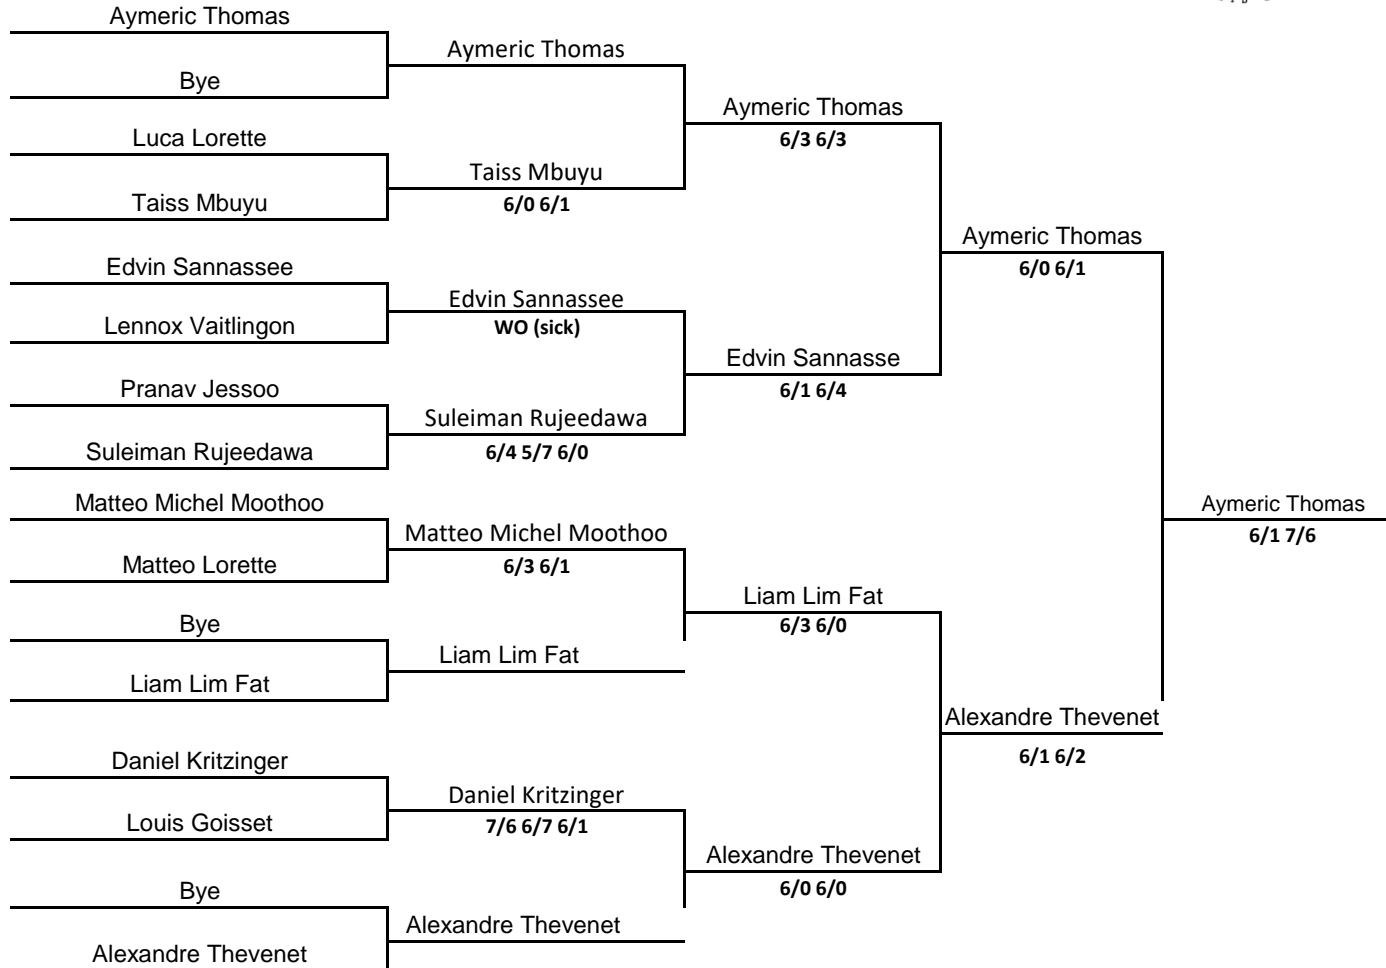 Aymeric Thomas
Bye
Luca Lorette
Taiss Mbuyu
Edvin Sannassee
Lennox Vaitlingon
Pranav Jessoo
Suleiman Rujeedawa
Matteo Michel Moothoo
Matteo Lorette
Bye
Liam Lim Fat
Daniel Kritzinger
Louis Goisset
Bye
Alexandre Thevenet
Aymeric Thomas
Taiss Mbuyu
6/0 6/1
Edvin Sannassee
WO (sick)
Suleiman Rujeedawa
6/4 5/7 6/0
Matteo Michel Moothoo
6/3 6/1
Liam Lim Fat
Daniel Kritzinger
7/6 6/7 6/1
Alexandre Thevenet
Aymeric Thomas
6/3 6/3
Edvin Sannasse
6/1 6/4
Liam Lim Fat
6/3 6/0
Alexandre Thevenet
6/0 6/0
Aymeric Thomas
6/0 6/1
Alexandre Thevenet
6/1 6/2
Aymeric Thomas
6/1 7/6